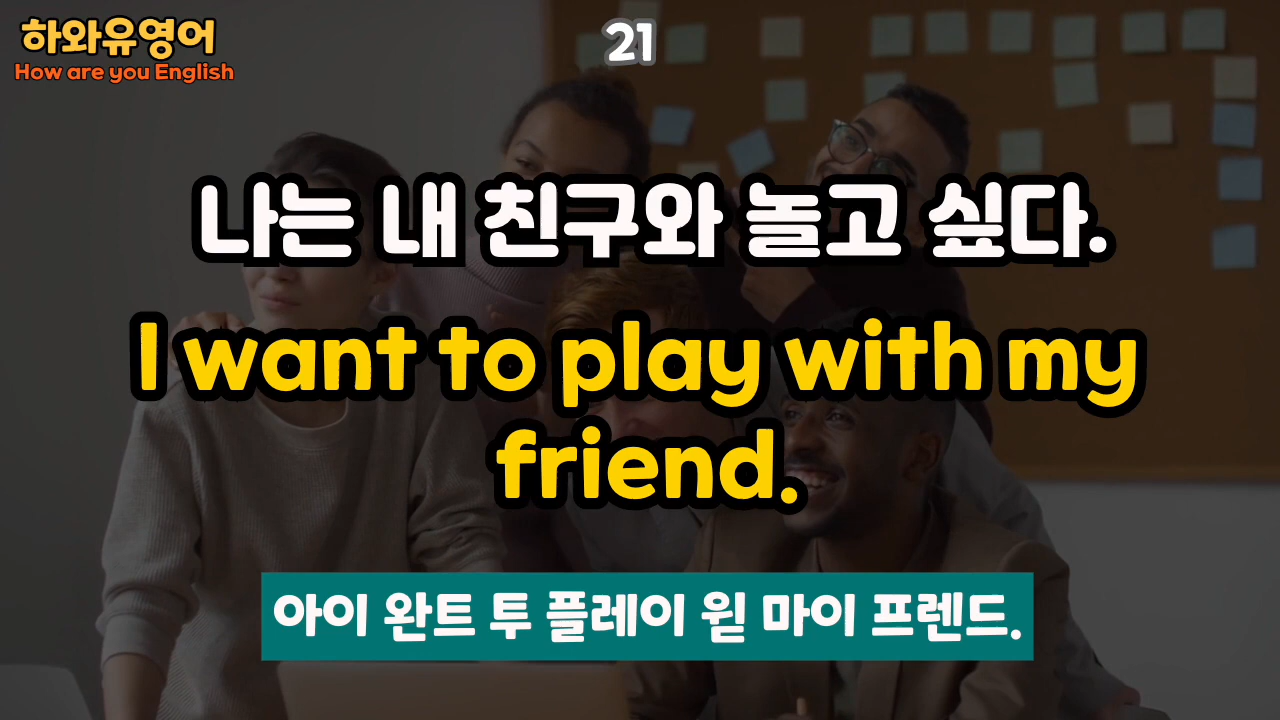 하와유영어
How are you English
21
나는 내 친구와 놀고 싶다.
I want to play with my
friend.
아이 완트 투 플레이 윋 마이 프렌드.